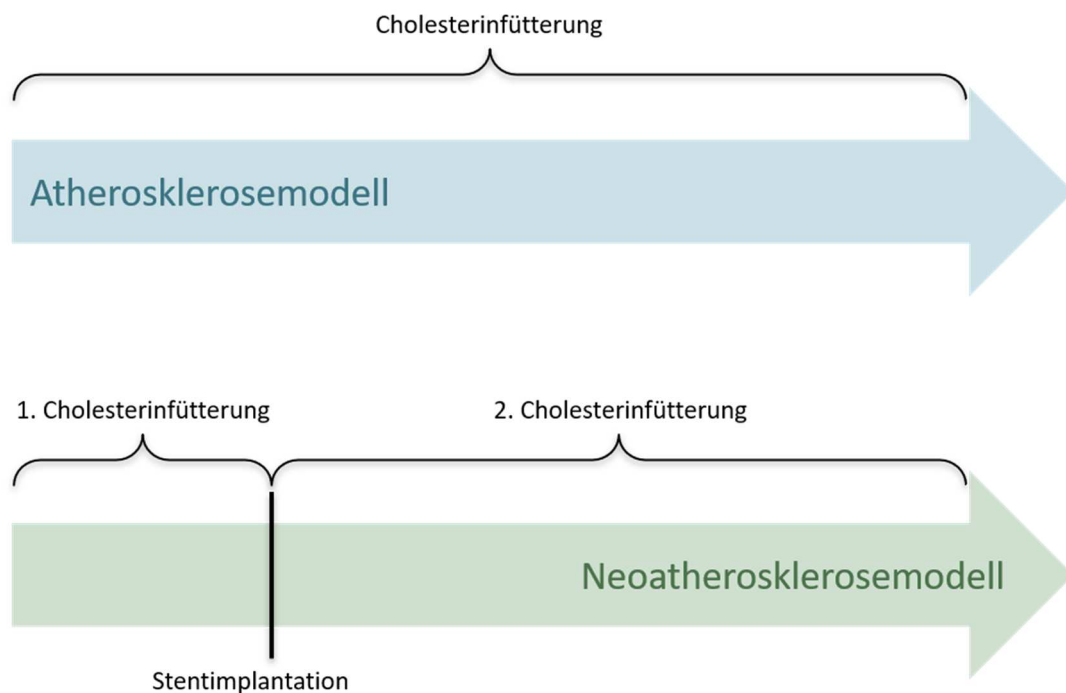 Cholesterinfütterung
Atherosklerosemodell
1. Cholesterinfütterung
2. Cholesterinfütterung
Neoatherosklerosemodell
Stentimplantation